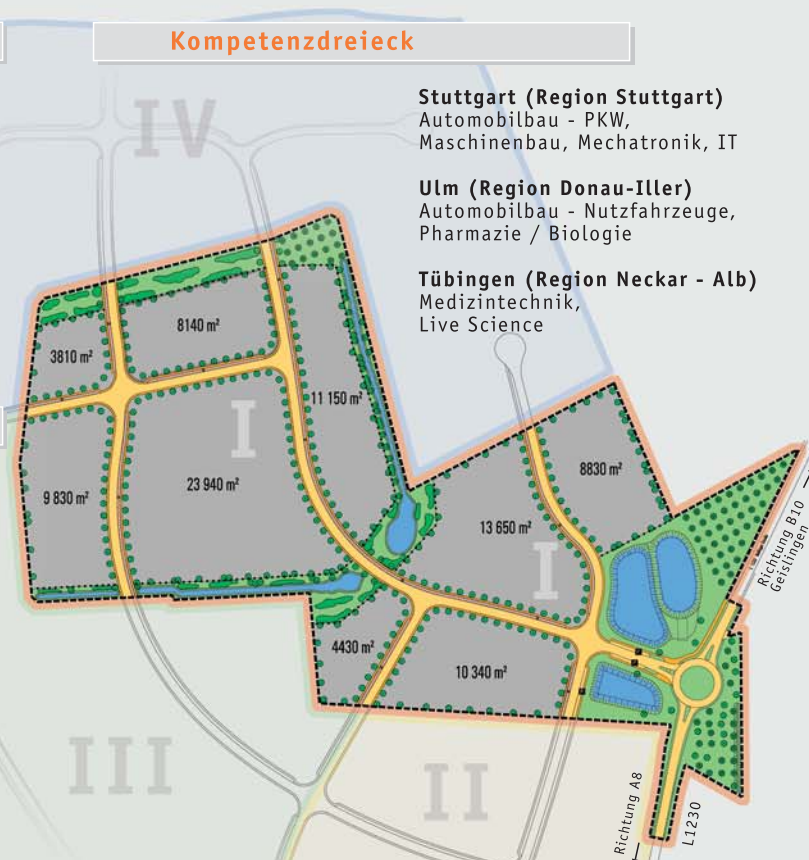 Kompetenzdreieck
Stuttgart (Region Stuttgart)
Automobilbau - PKW,
Maschinenbau, Mechatronik, IT
Ulm (Region Donau-Iller)
Automobilbau - Nutzfahrzeuge,
Pharmazie / Biologie
Tübingen (Region Neckar - Alb)
Medizintechnik,
Live Science
IV
3810 m²
8140 m²
11 150 m²
I
9 830 m²
23 940 m²
8830 m²
13 650 m²
I
Richtung B10
Geislingen
4430 m²
10 340 m²
III
II
Richtung A8
L1230